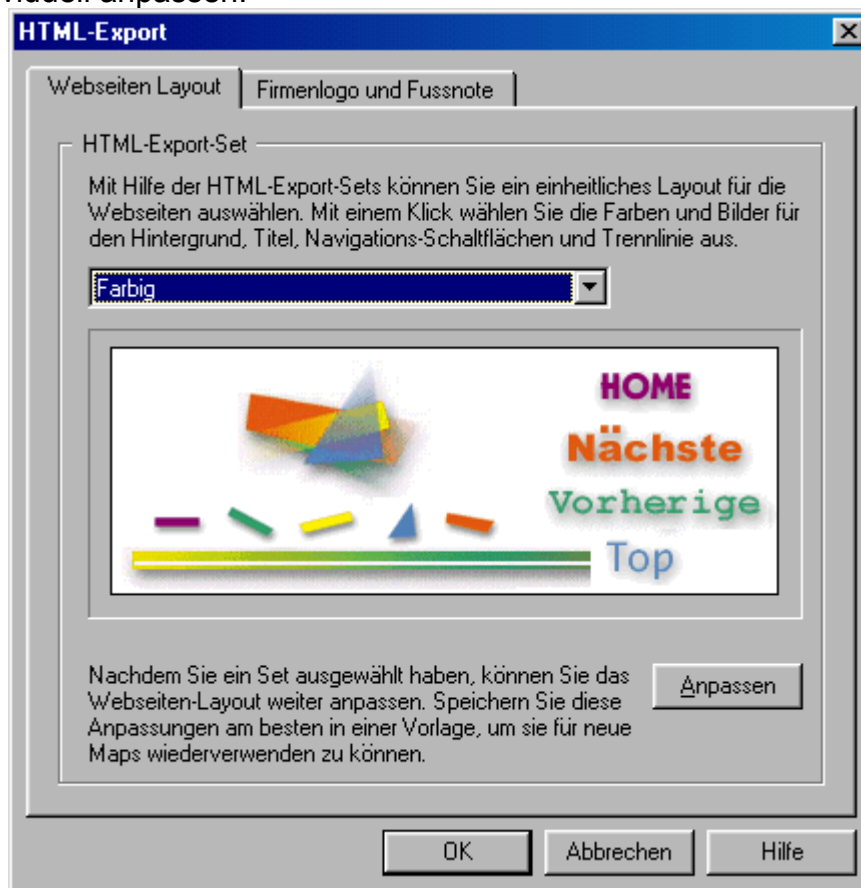 viduell anpassen.
HTML-Export
Webseiten Layout
Firmenlogo und Fussnote
HTML-Export-Set
Mit Hilfe der HTML-Export-Sets können Sie ein einheitliches Layout für die
Webseiten auswählen. Mit einem Klick wählen Sie die Farben und Bilder für
den Hintergrund, Titel, Navigations-Schaltflächen und Trennlinie aus.
Farbig
HOME
Nächste
Vorherige
Top
Nachdem Sie ein Set ausgewählt haben, können Sie das
Webseiten-Layout weiter anpassen. Speichern Sie diese
Anpassungen am besten in einer Vorlage, um sie für neue
Maps wiederverwenden zu können.
Anpassen
OK
Abbrechen
Hilfe